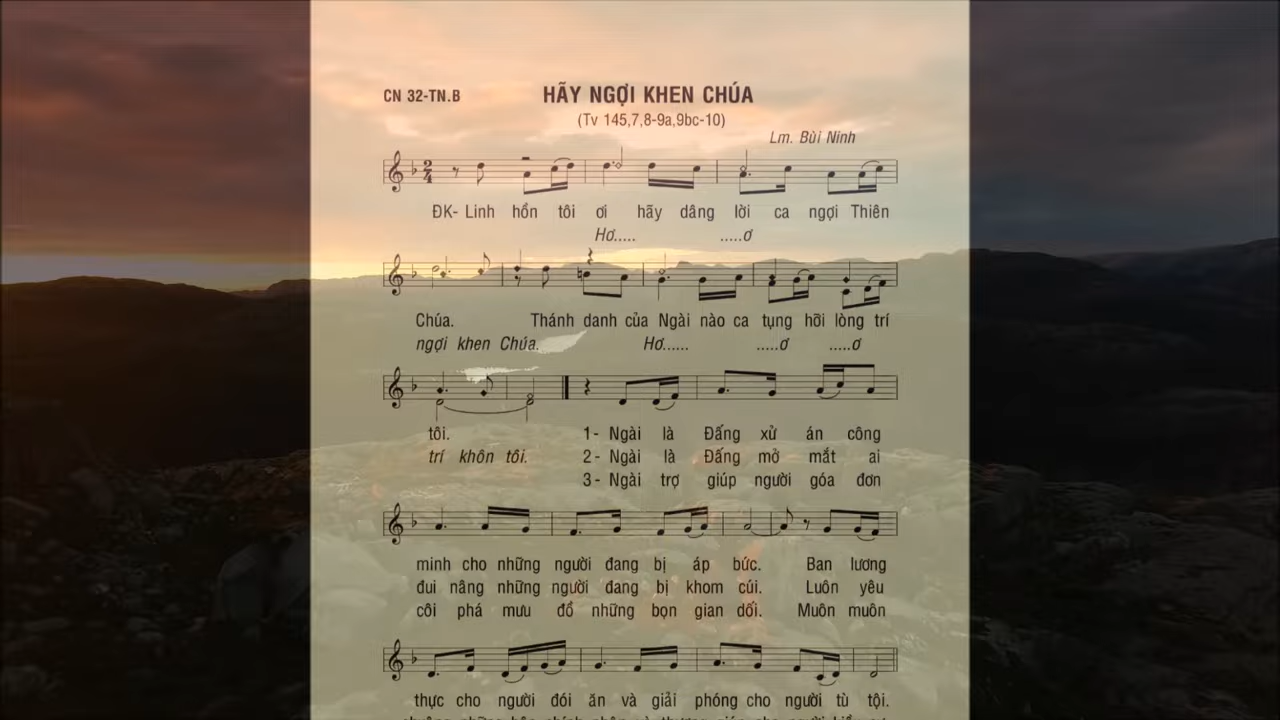 CN 32-TN.B
HÃY NGỢI KHEN CHÚA
(Tv 145,7,8-9a,9bc-10)
Lm. Bùi Ninh
ĐK- Linh hồn tôi ơi hãy dâng lời ca ngợi Thiên
Hơ..... .....ơ
Chúa. Thánh danh của Ngài nào ca tụng hỡi lòng trí
ngợi khen Chúa. Hơ...... .....ơ .....ơ
tôi. 1- Ngài là Đấng xử án công
trí khôn tôi. 2- Ngài là Đấng mở mắt ai
3- Ngài trợ giúp người góa đơn
minh cho những người đang bị áp bức. Ban lương
đui nâng những người đang bị khom cúi. Luôn yêu
côi phá mưu đồ những bọn gian dối. Muôn muôn
thực cho người đói ăn và giải phóng cho người tù tội.